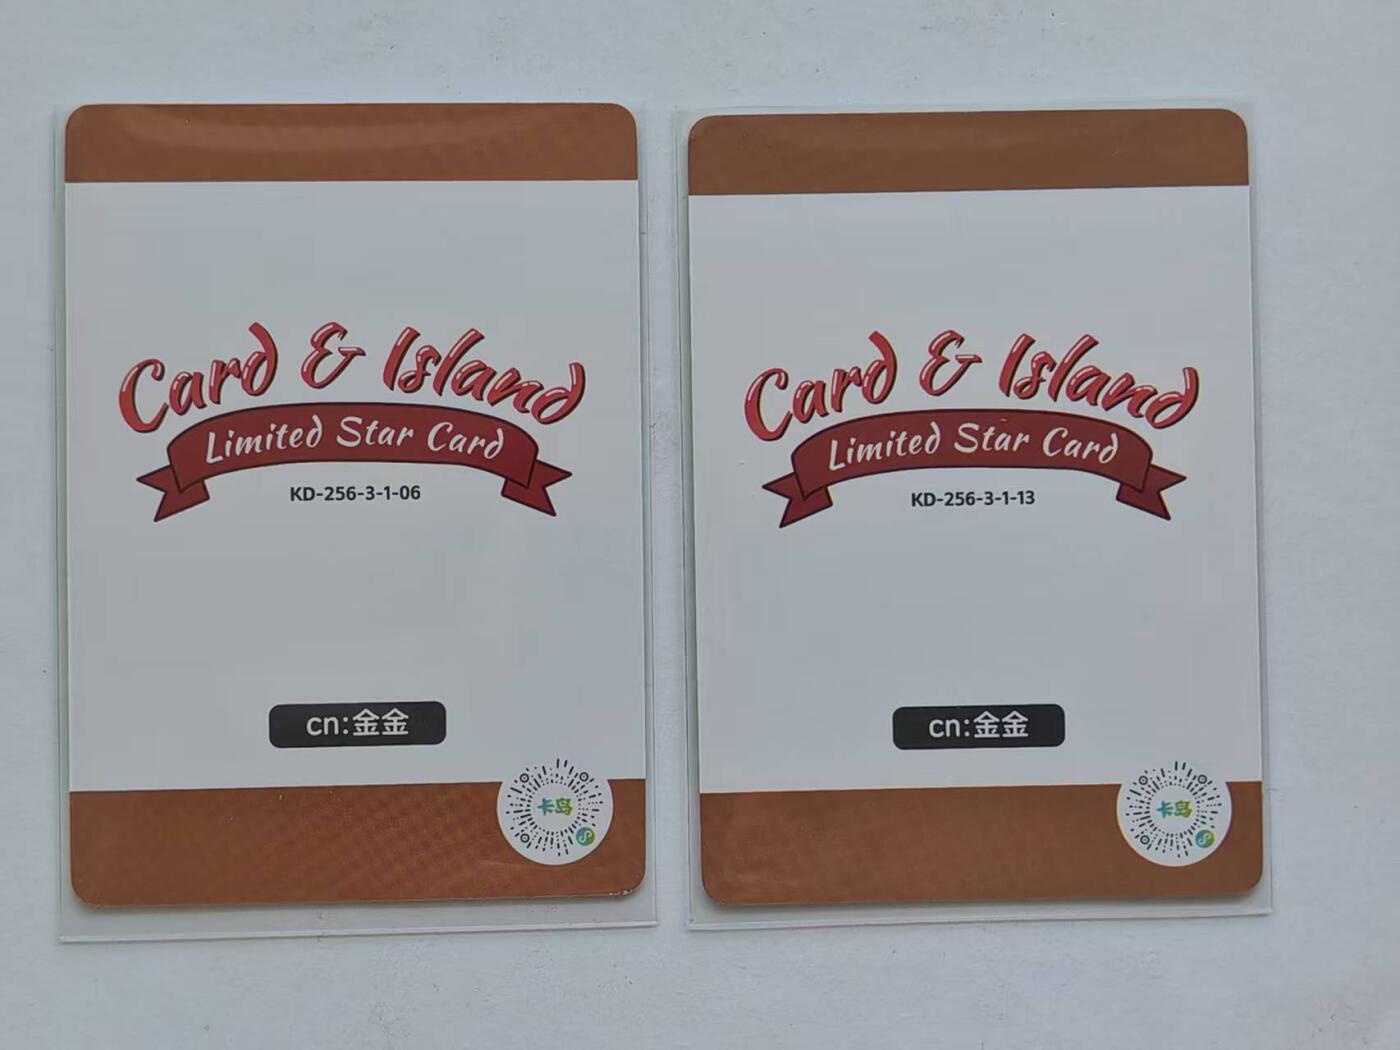 Card & Island
Limited Star Card
KD-256-3-1-06
cn:金金
卡岛
Card & Island
Limited Star Card
KD-256-3-1-13
cn:金金
卡岛